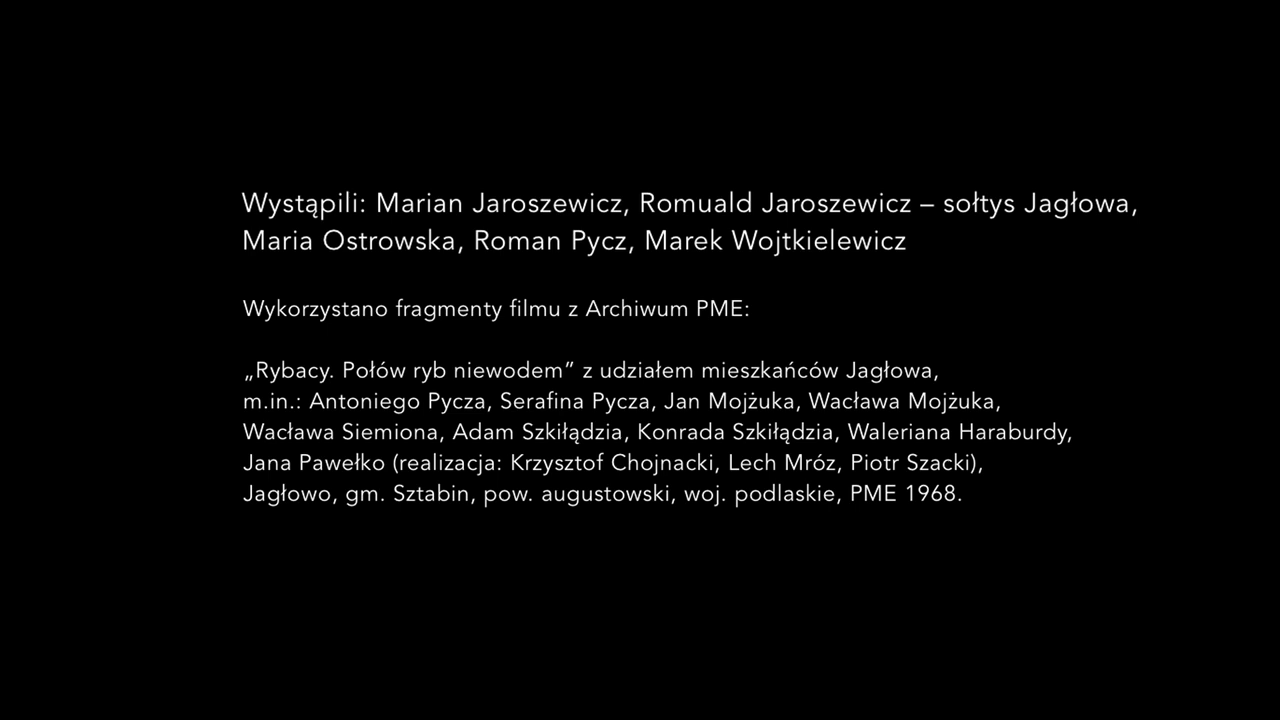 Wystąpili: Marian Jaroszewicz, Romuald Jaroszewicz – sołtys Jagłowa,
Maria Ostrowska, Roman Pycz, Marek Wojtkielewicz
Wykorzystano fragmenty filmu z Archiwum PME:
„Rybacy. Połów ryb niewodem” z udziałem mieszkańców Jagłowa,
m.in.: Antoniego Pycza, Serafina Pycza, Jan Mojżuka, Wacława Mojżuka,
Wacława Siemiona, Adam Szkiłądzia, Konrada Szkiłądzia, Waleriana Haraburdy,
Jana Pawełko (realizacja: Krzysztof Chojnacki, Lech Mróz, Piotr Szacki),
Jagłowo, gm. Sztabin, pow. augustowski, woj. podlaskie, PME 1968.